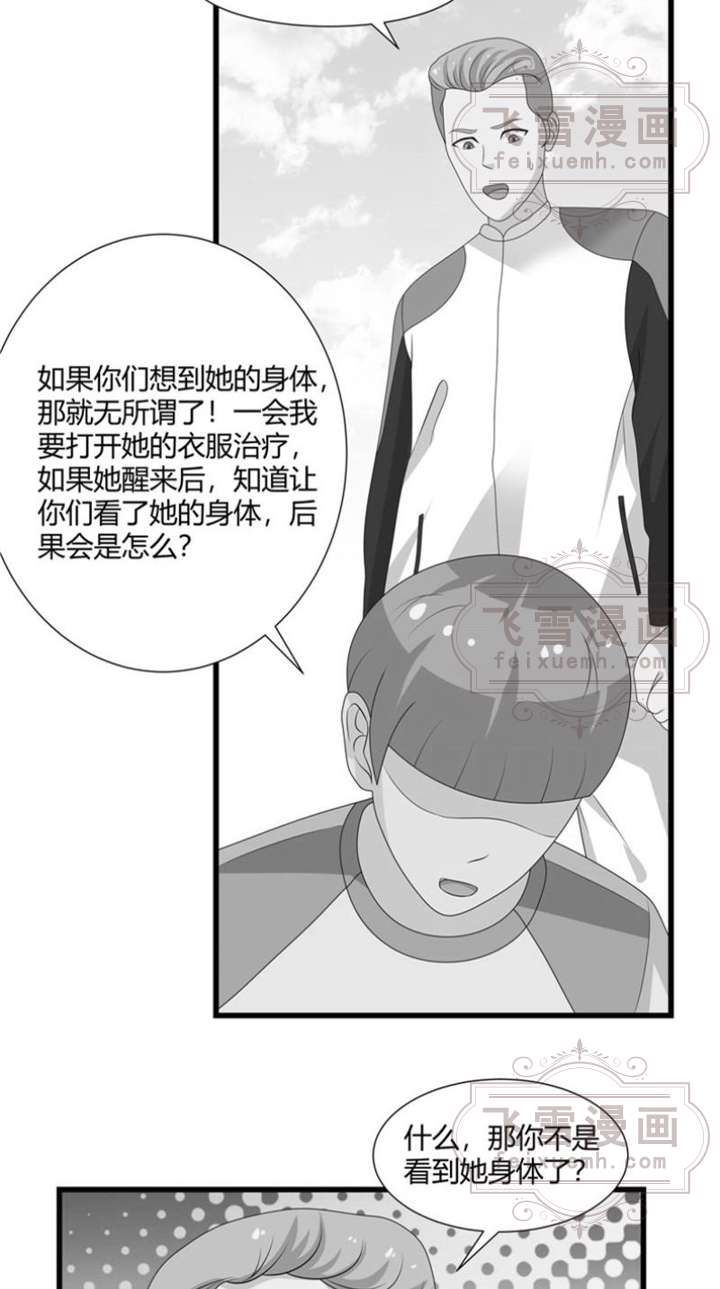 飞雪漫画
feixuemh.com
如果你们想到她的身体，
那就无所谓了！一会我
要打开她的衣服治疗，
如果她醒来后，知道让
你们看了她的身体，后
果会是怎么？
飞雪漫画
feixuemh.com
什么，那你不是
看到她身体了？
飞雪漫画
feixuemh.com